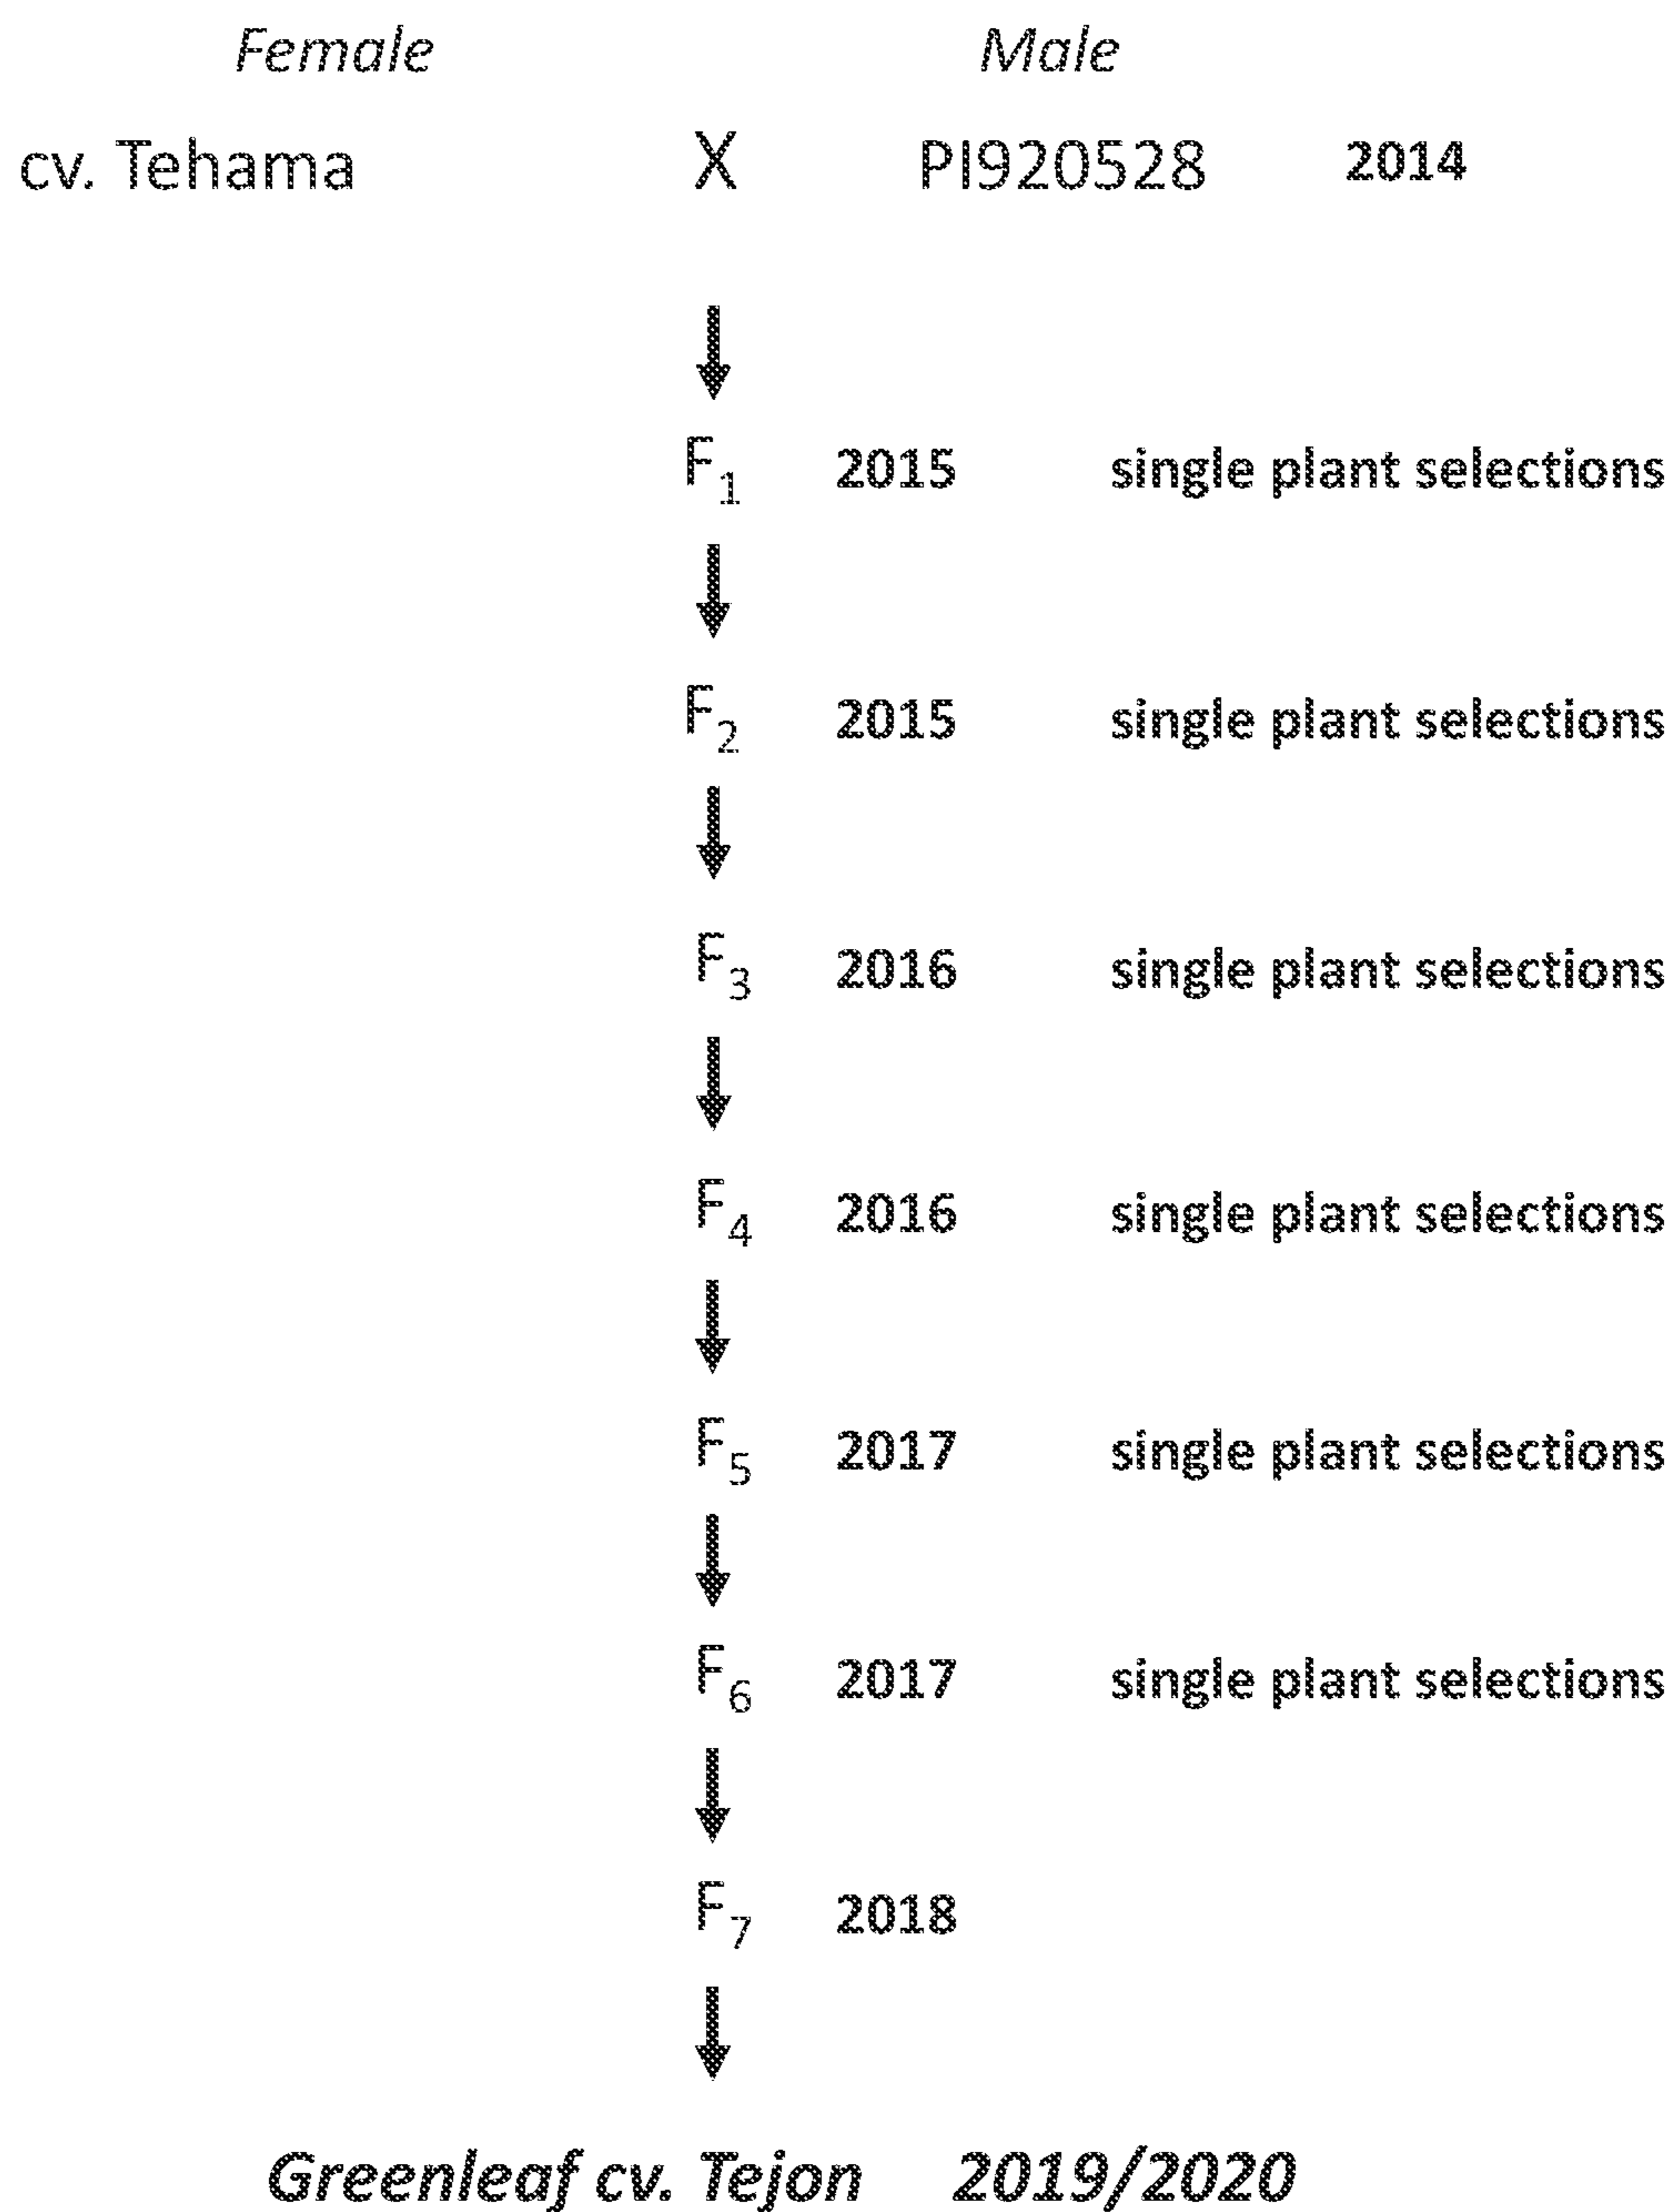 Female Male
cv. Tehama X PI920528 2014
F₁ 2015 single plant selections
F₂ 2015 single plant selections
F₃ 2016 single plant selections
F₄ 2016 single plant selections
F₅ 2017 single plant selections
F₆ 2017 single plant selections
F₇ 2018
Greenleaf cv. Tejon 2019/2020